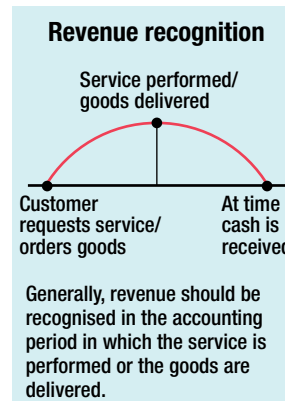 Revenue recognition
Service performed/
goods delivered
Customer
requests service/
orders goods
At time
cash is
received
Generally, revenue should be
recognised in the accounting
period in which the service is
performed or the goods are
delivered.